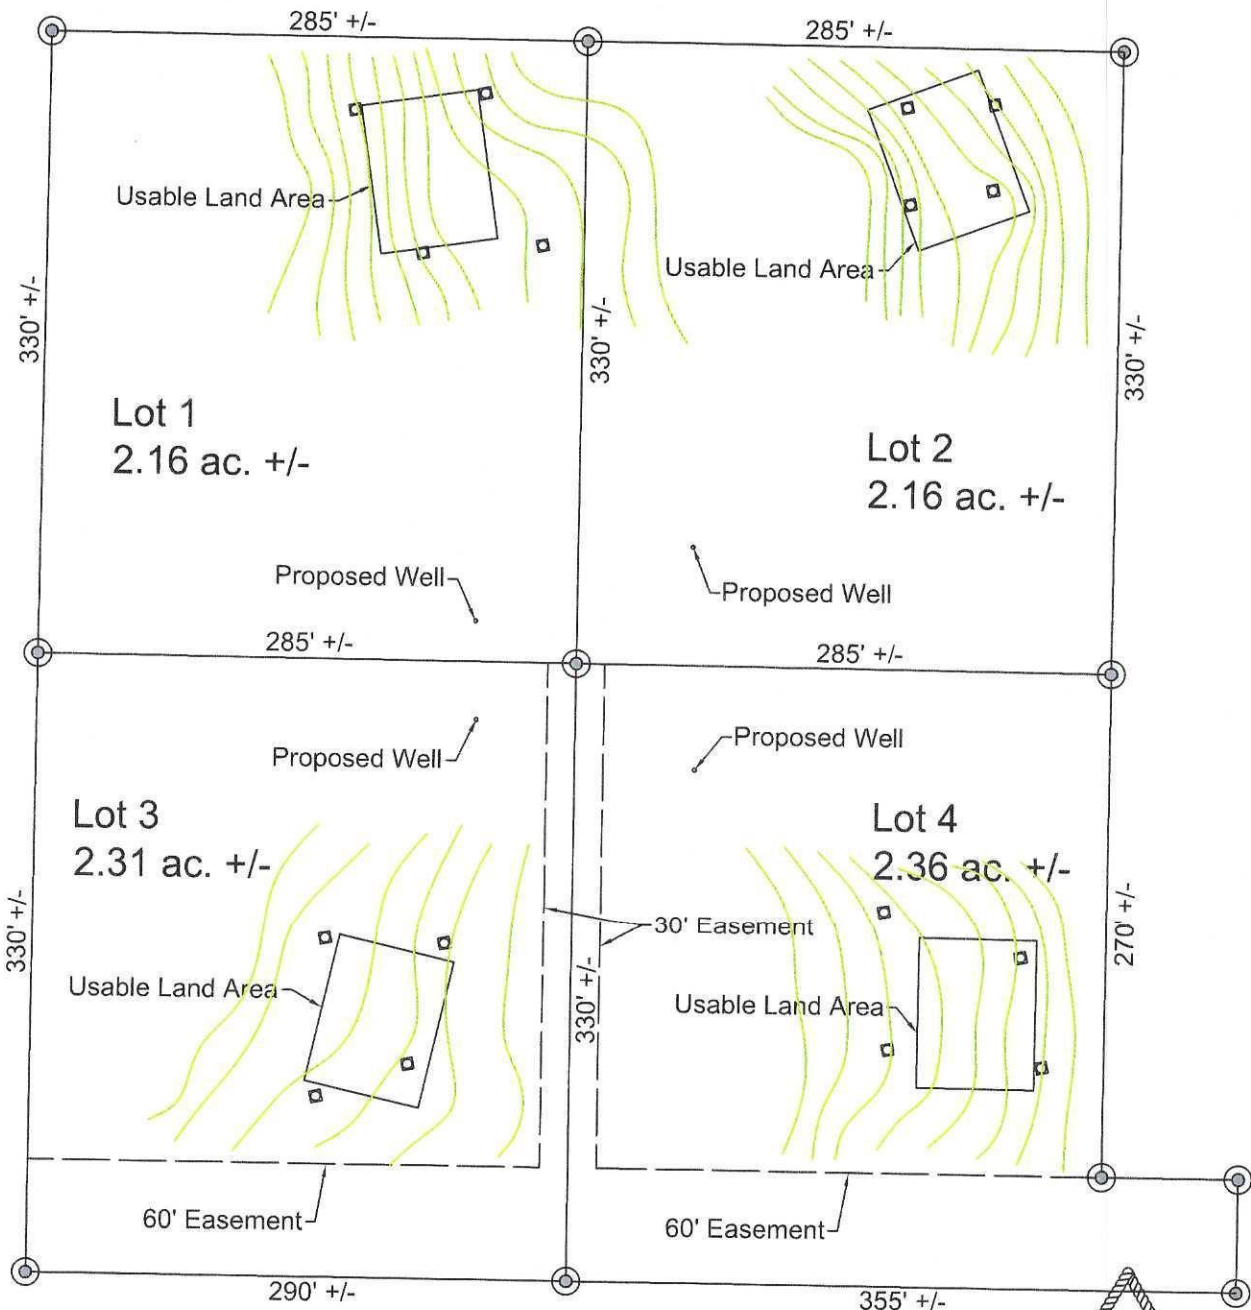 285' +/-
285' +/-
Usable Land Area
Usable Land Area
330' +/-
330' +/-
330' +/-
Lot 1
2.16 ac. +/-
Lot 2
2.16 ac. +/-
Proposed Well
Proposed Well
285' +/-
285' +/-
Proposed Well
Proposed Well
Lot 3
2.31 ac. +/-
Lot 4
2.36 ac. +/-
30' Easement
330' +/-
270' +/-
Usable Land Area
330' +/-
Usable Land Area
60' Easement
60' Easement
290' +/-
355' +/-